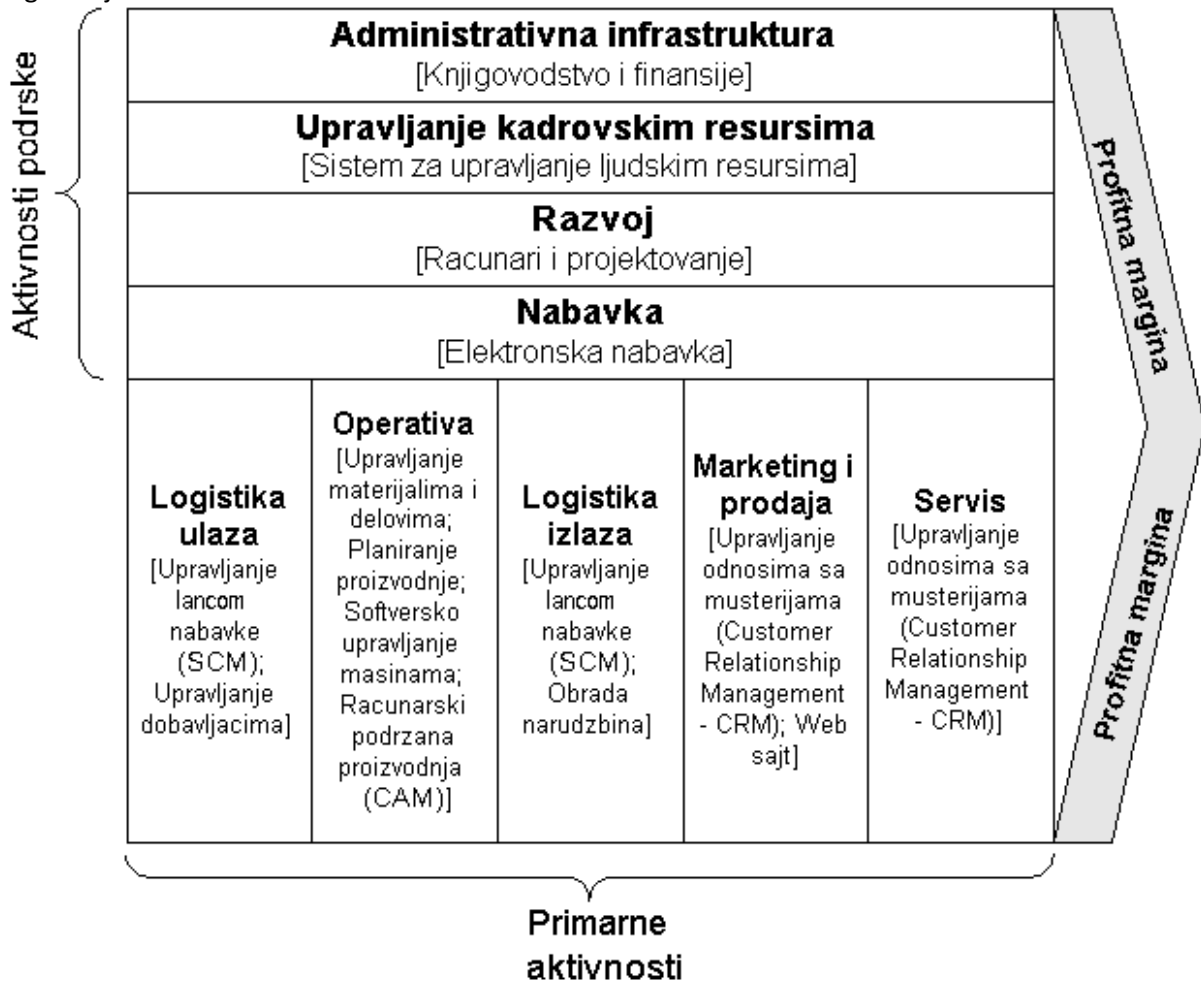 Administrativna infrastruktura
[Knjigovodstvo i finansije]
Upravljanje kadrovskim resursima
[Sistem za upravljanje ljudskim resursima]
Razvoj
[Racunari i projektovanje]
Nabavka
[Elektronska nabavka]
Aktivnosti podrske
Logistika
ulaza
[Upravljanje
lancom
nabavke
(SCM);
Upravljanje
dobavljacima]
Operativa
[Upravljanje
materijalima i
delovima;
Planiranje
proizvodnje;
Softversko
upravljanje
masinama;
Racunarski
podrzana
proizvodnja
(CAM)]
Logistika
izlaza
[Upravljanje
lancom
nabavke
(SCM);
Obrada
narudzbina]
Marketing i
prodaja
[Upravljanje
odnosima sa
musterijama
(Customer
Relationship
Management
- CRM); Web
sajt]
Servis
[Upravljanje
odnosima sa
musterijama
(Customer
Relationship
Management
- CRM)]
Profitna margina
Profitna margina
Primarne
aktivnosti